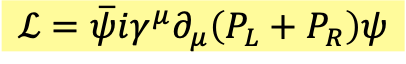 ℒ = ψ̄iγ^μ∂_μ(P_L + P_R)ψ